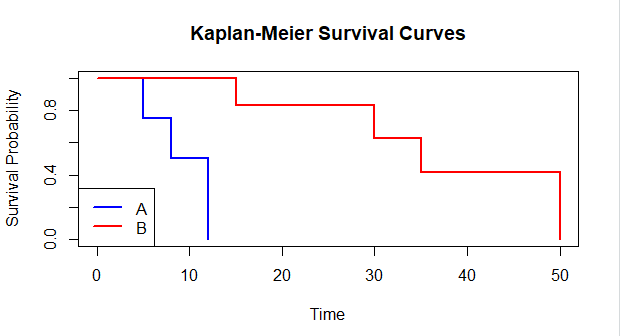 Kaplan-Meier Survival Curves
Survival Probability
0.8
0.4
0.0
A
B
0 10 20 30 40 50
Time